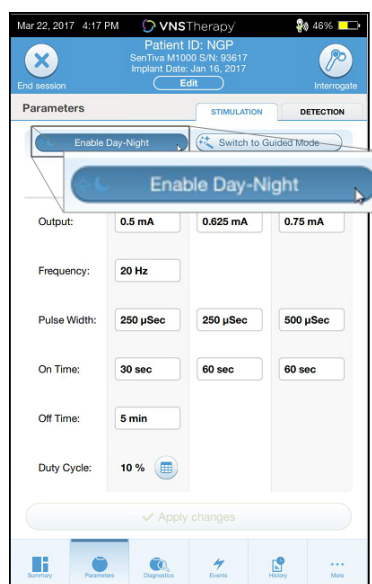 Mar 22, 2017 4:17 PM VNSTherapy 46%
Patient ID: NGP
SenTiva M1000 S/N: 93617
Implant Date: Jan 16, 2017
End session Edit Interrogate
Parameters STIMULATION DETECTION
Enable Day-Night Switch to Guided Mode
Enable Day-Night
Output: 0.5 mA 0.625 mA 0.75 mA
Frequency: 20 Hz
Pulse Width: 250 µSec 250 µSec 500 µSec
On Time: 30 sec 60 sec 60 sec
Off Time: 5 min
Duty Cycle: 10 %
Apply changes
Summary Parameters Diagnostics Events History More